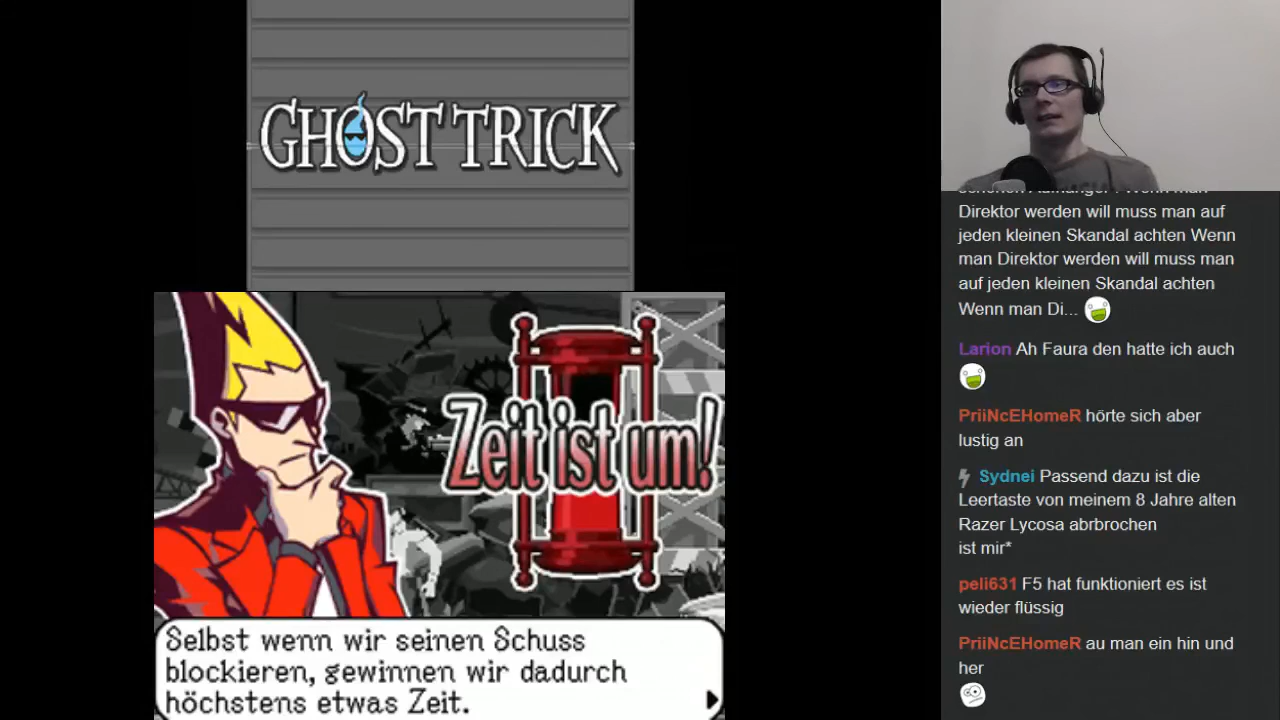 GHOST TRICK
Zeit ist um!
Selbst wenn wir seinen Schuss
blockieren, gewinnen wir dadurch
höchstens etwas Zeit.
schönen Aufhänger . Wenn man
Direktor werden will muss man auf
jeden kleinen Skandal achten Wenn
man Direktor werden will muss man
auf jeden kleinen Skandal achten
Wenn man Di...
Larion Ah Faura den hatte ich auch
PriiNcEHomeR hörte sich aber
lustig an
Sydnei Passend dazu ist die
Leertaste von meinem 8 Jahre alten
Razer Lycosa abrbrochen
ist mir*
peli631 F5 hat funktioniert es ist
wieder flüssig
PriiNcEHomeR au man ein hin und
her